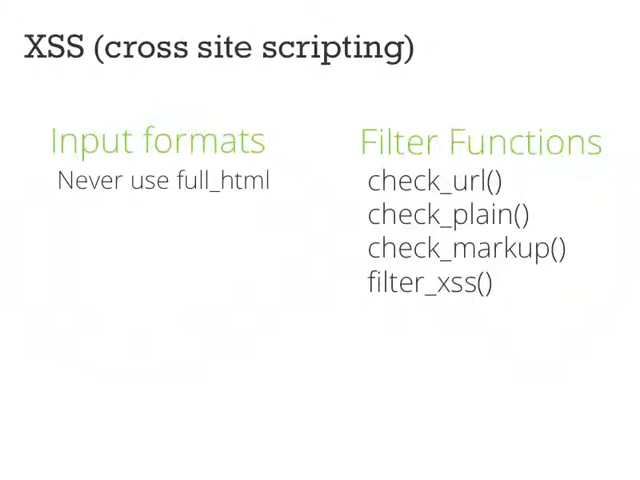 XSS (cross site scripting)
Input formats
Never use full_html
Filter Functions
check_url()
check_plain()
check_markup()
filter_xss()